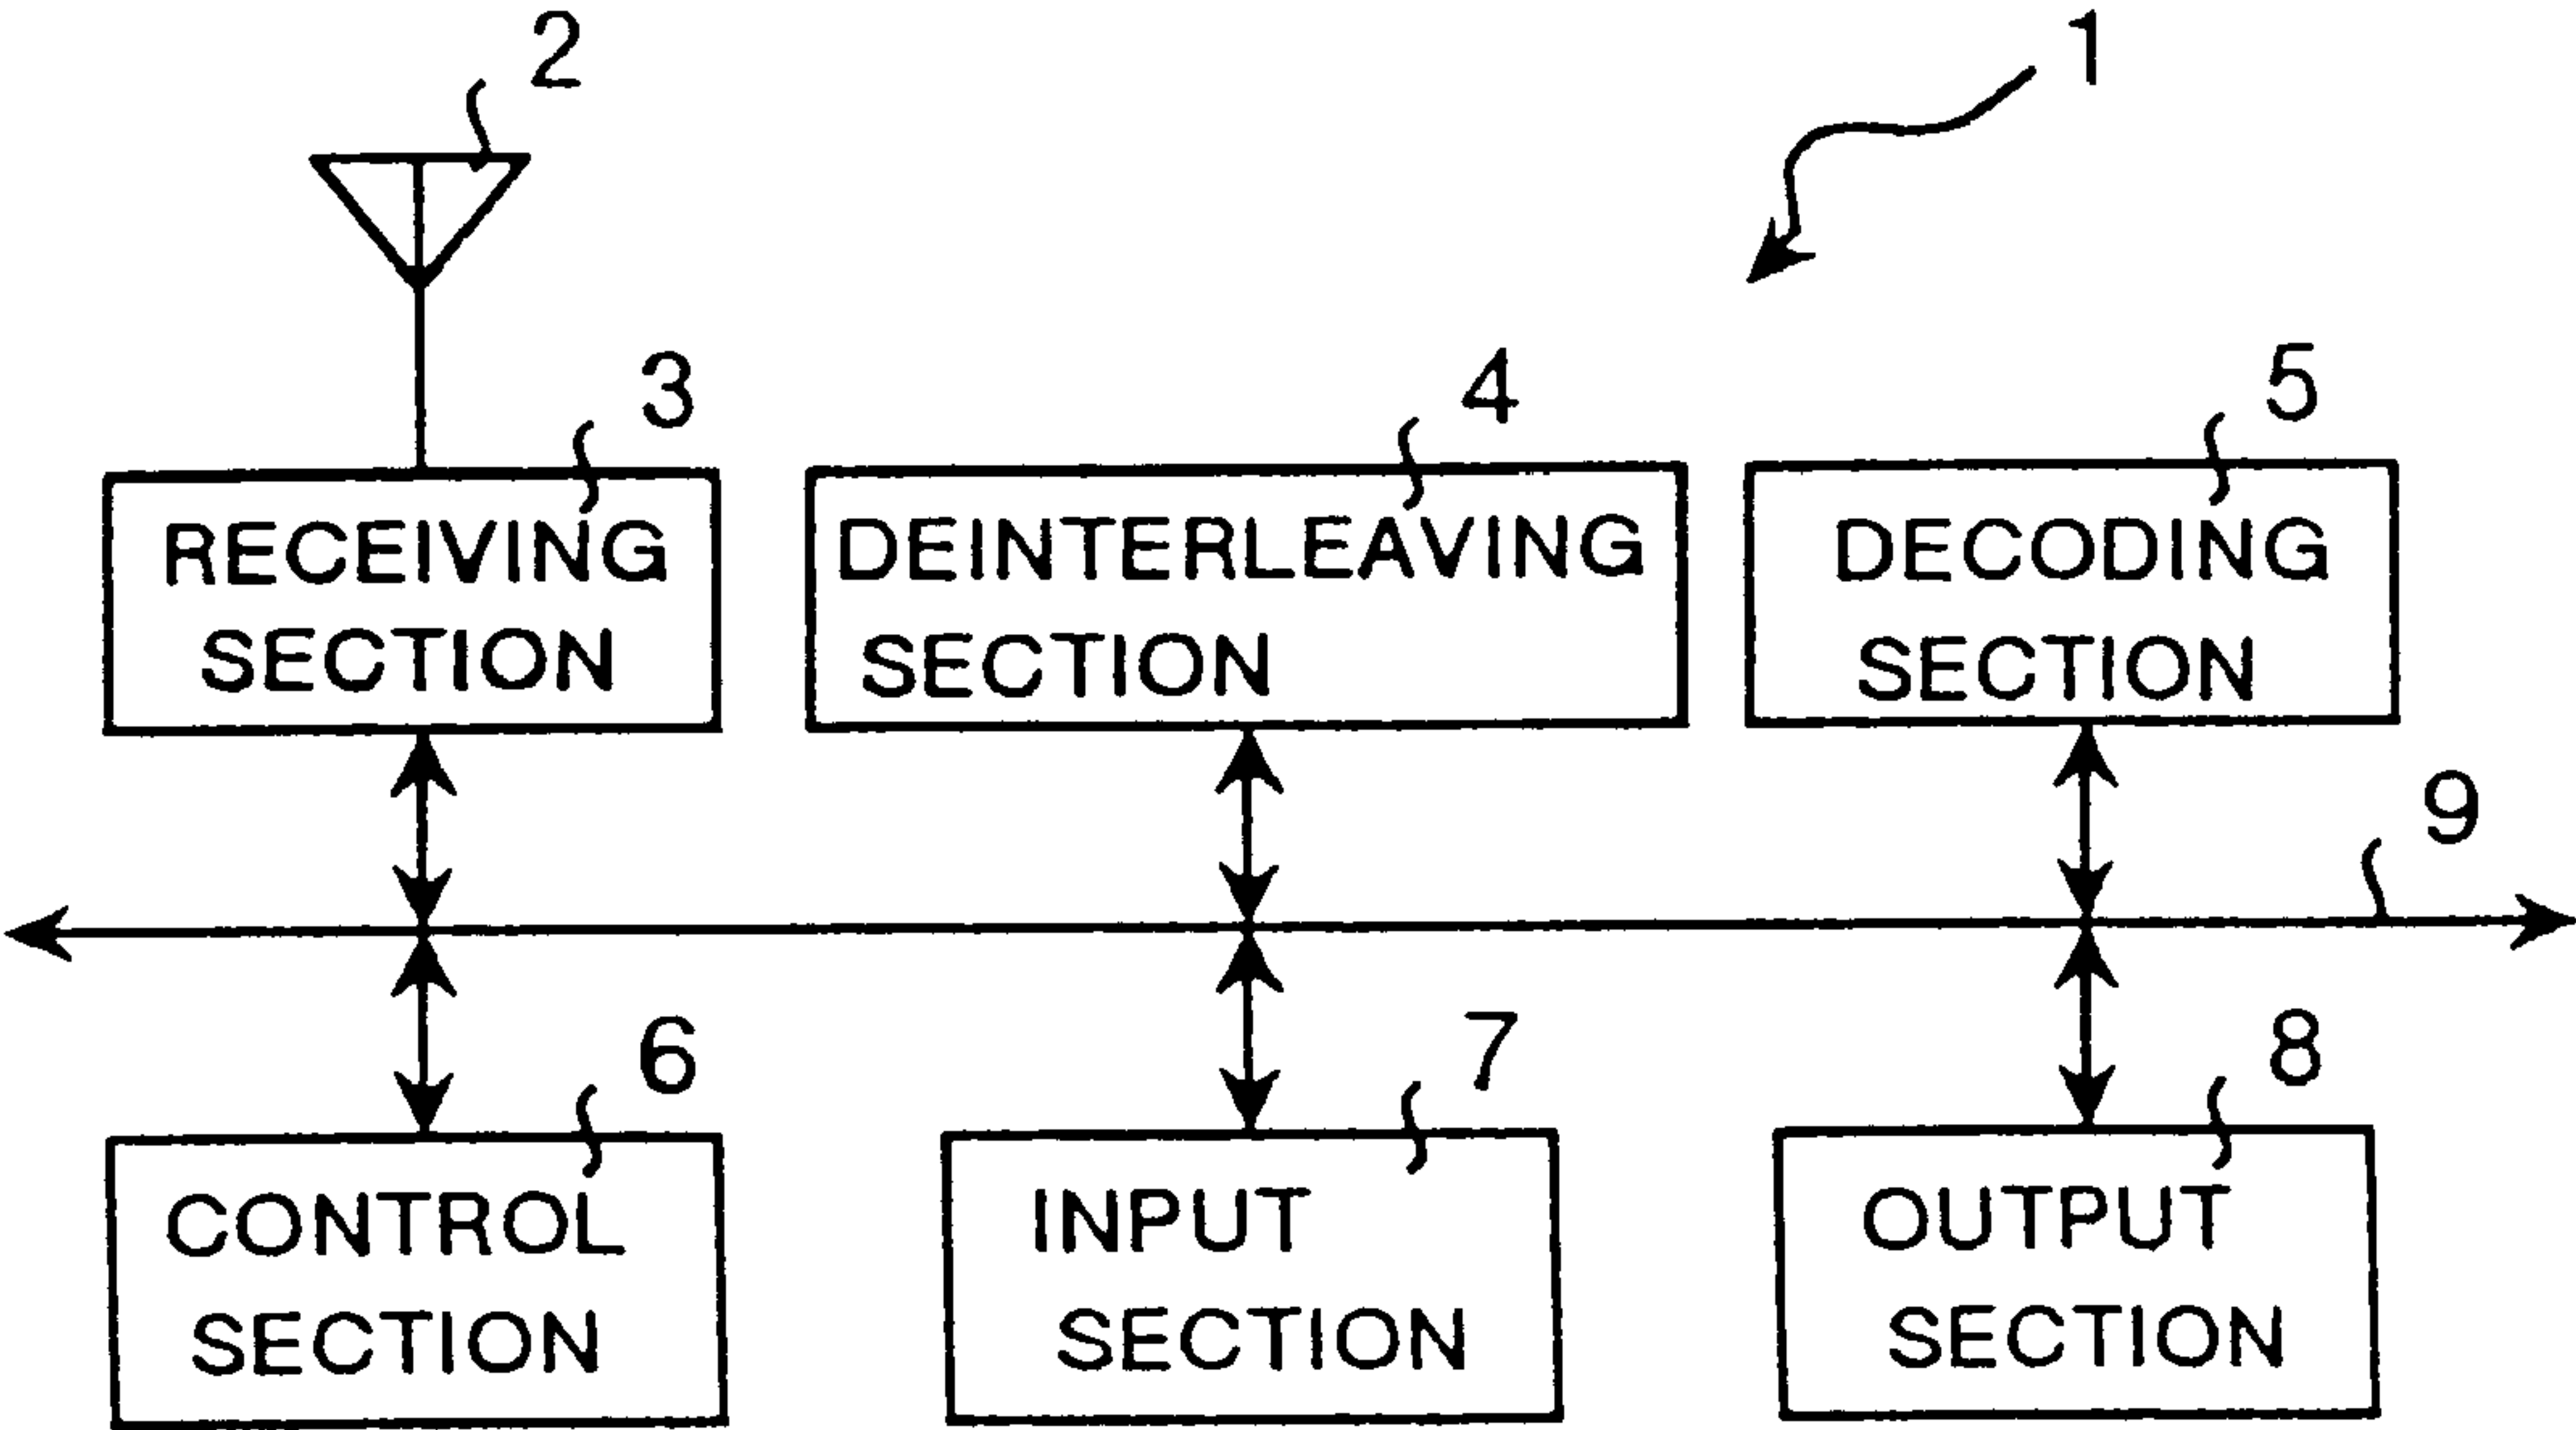 2
1
3
4
5
RECEIVING
SECTION
DEINTERLEAVING
SECTION
DECODING
SECTION
9
6
7
8
CONTROL
SECTION
INPUT
SECTION
OUTPUT
SECTION